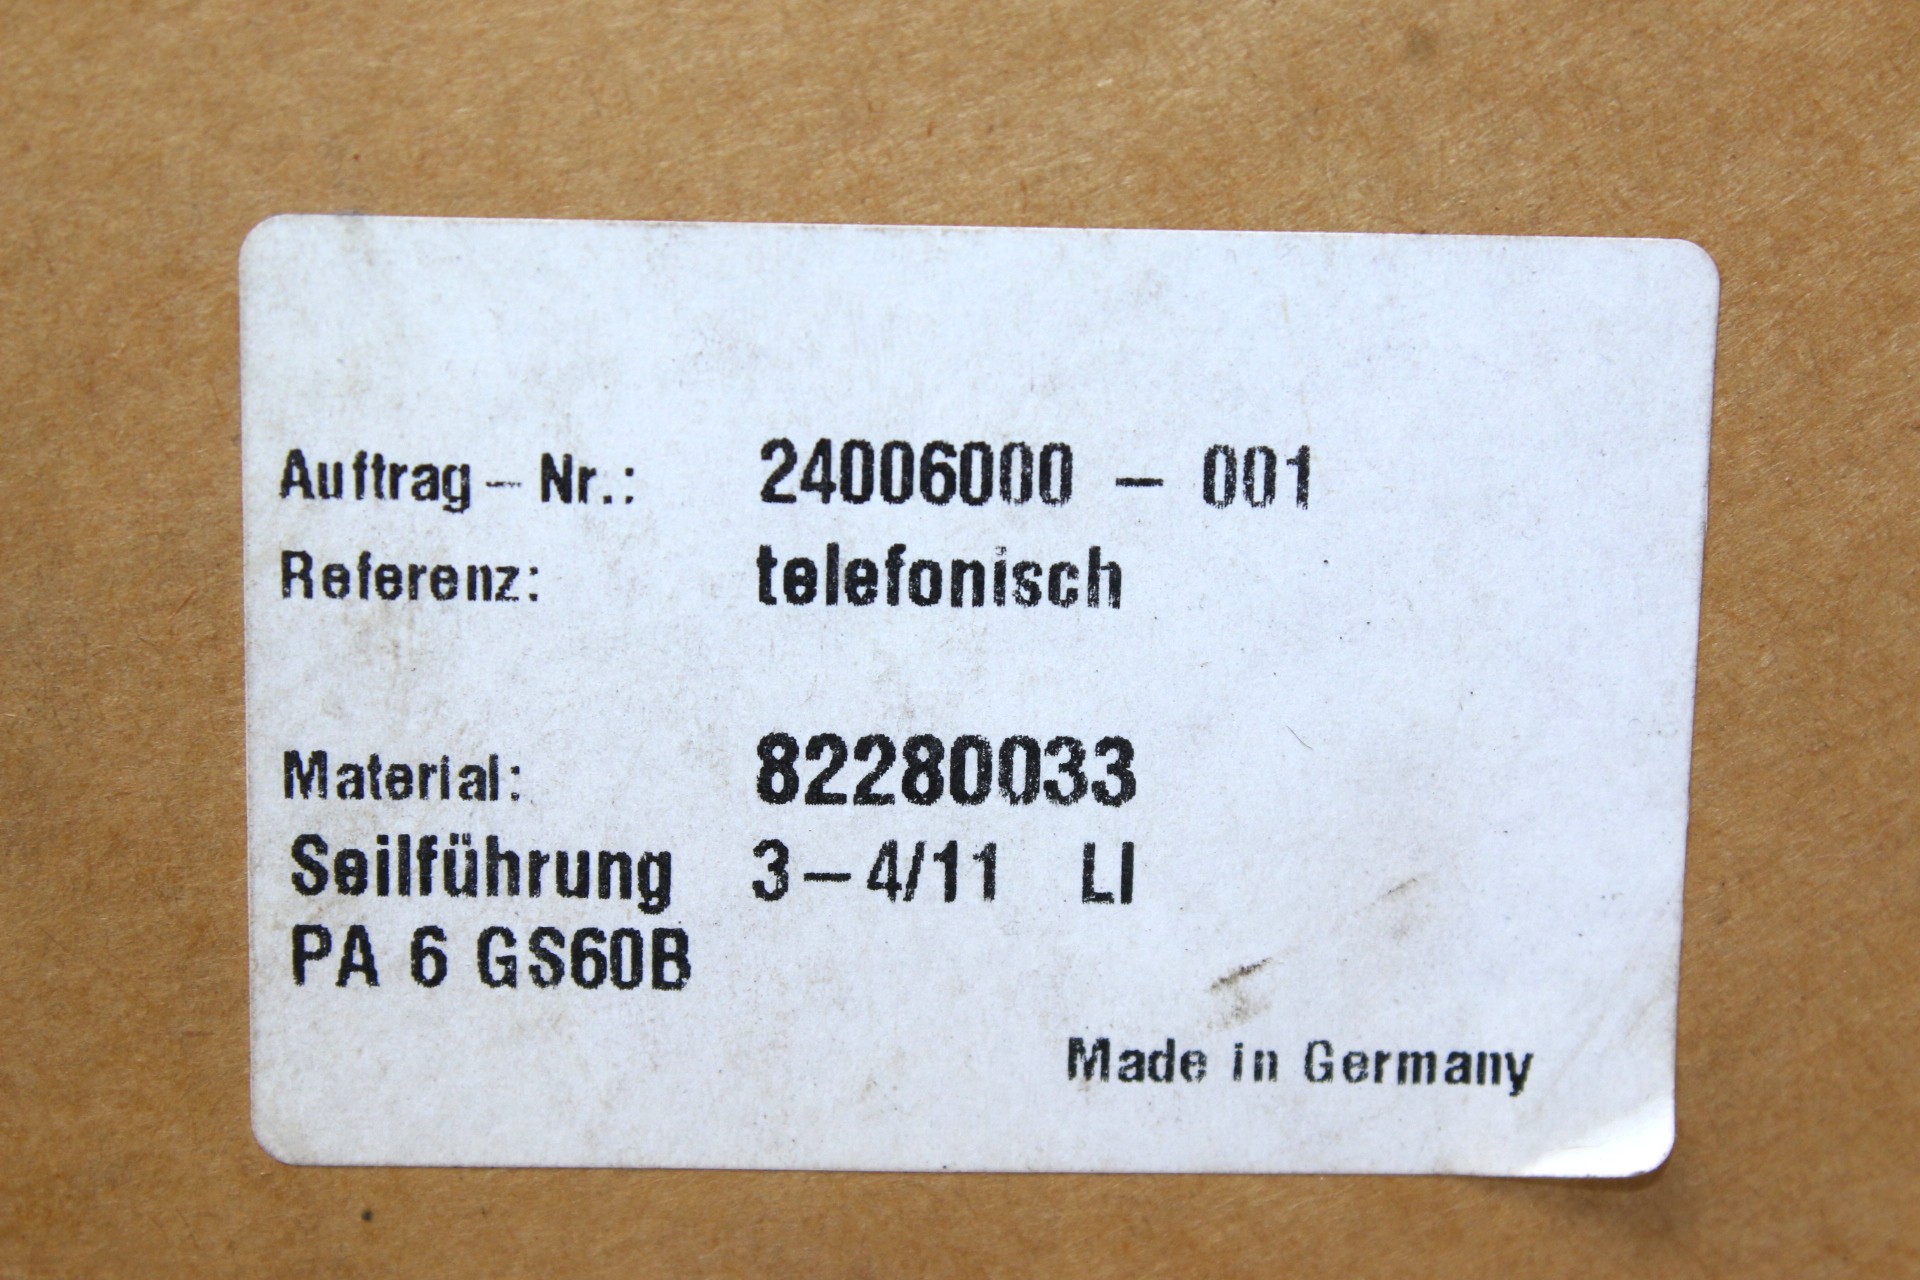 Auftrag - Nr.: 24006000 - 001
Referenz: telefonisch
Material: 82280033
Seilführung 3-4/11 LI
PA 6 GS60B
Made in Germany